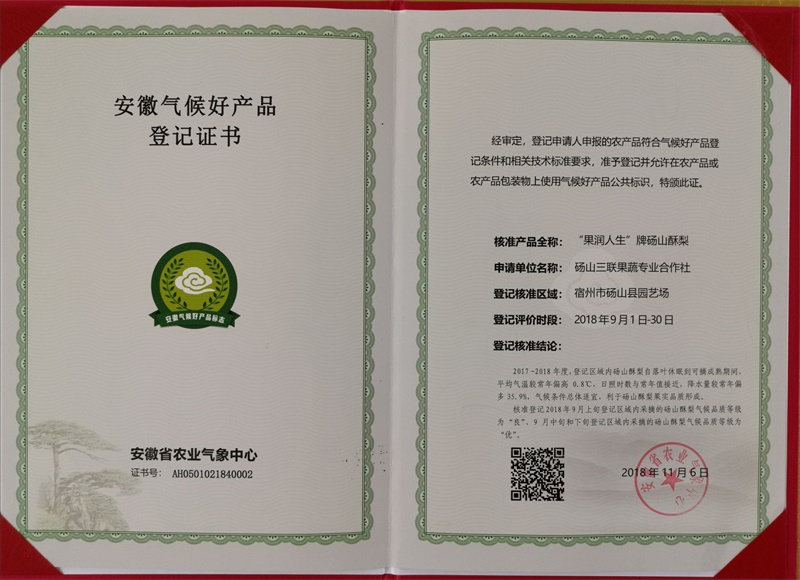 安徽气候好产品
登记证书
安徽气候好产品标志
安徽省农业气象中心
证书号： AH0501021840002
经审定，登记申请人申报的农产品符合气候好产品登
记条件和相关技术标准要求，准予登记并允许在农产品或
农产品包装物上使用气候好产品公共标识，特颁此证。
核准产品全称： “果润人生”牌砀山酥梨
申请单位名称： 砀山三联果蔬专业合作社
登记核准区域： 宿州市砀山县园艺场
登记评价时段： 2018年9月1日-30日
登记核准结论：
2017-2018年度，登记区域内砀山酥梨自落叶休眠到可摘成熟期间，
平均气温较常年偏高 0.8℃，日照时数与常年值接近，降水量较常年偏
多 35.9%，气候条件总体适宜，利于砀山酥梨果实品质形成。
核准登记2018年9月上旬登记区域内采摘的砀山酥梨气候品质等级
为“良”，9 月中旬和下旬登记区域内采摘的砀山酥梨气候品质等级为
“优”。
安徽省农业气象中心
2018年11月6日